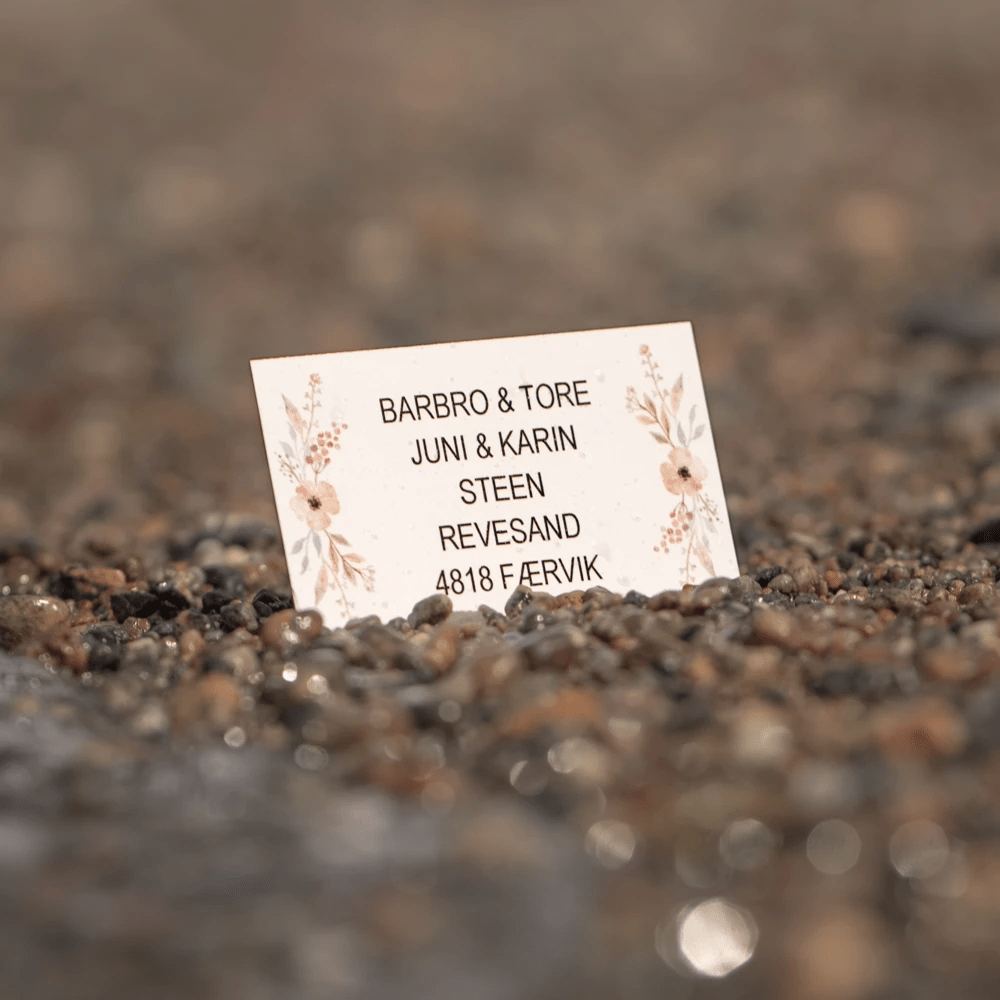 BARBRO & TORE
JUNI & KARIN
STEEN
REVESAND
4818 FÆRVIK